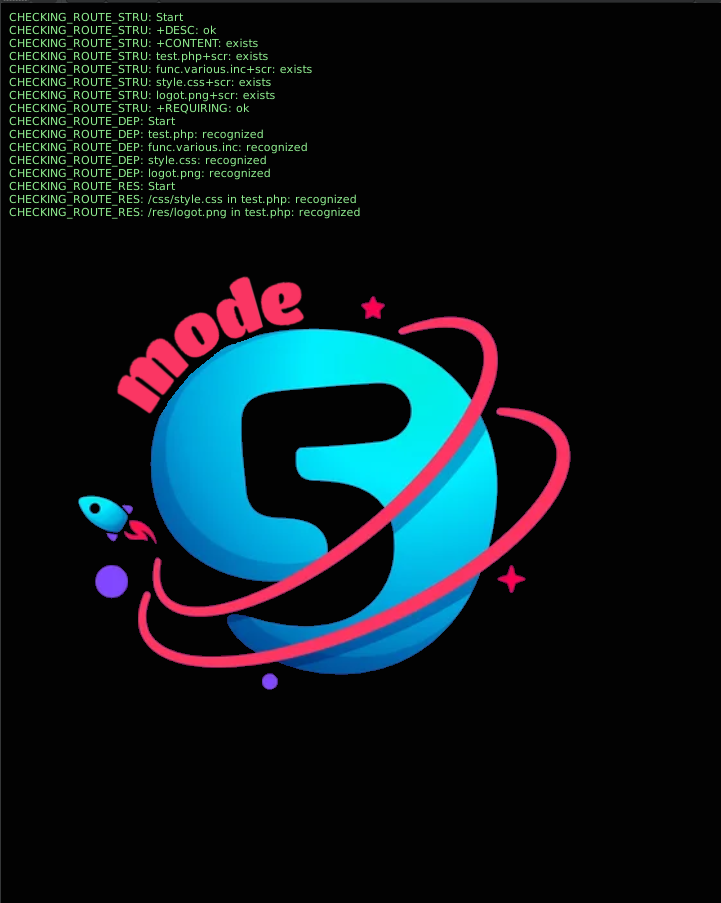 CHECKING_ROUTE_STRU: Start
CHECKING_ROUTE_STRU: +DESC: ok
CHECKING_ROUTE_STRU: +CONTENT: exists
CHECKING_ROUTE_STRU: test.php+scr: exists
CHECKING_ROUTE_STRU: func.various.inc+scr: exists
CHECKING_ROUTE_STRU: style.css+scr: exists
CHECKING_ROUTE_STRU: logot.png+scr: exists
CHECKING_ROUTE_STRU: +REQUIRING: ok
CHECKING_ROUTE_DEP: Start
CHECKING_ROUTE_DEP: test.php: recognized
CHECKING_ROUTE_DEP: func.various.inc: recognized
CHECKING_ROUTE_DEP: style.css: recognized
CHECKING_ROUTE_DEP: logot.png: recognized
CHECKING_ROUTE_RES: Start
CHECKING_ROUTE_RES: /css/style.css in test.php: recognized
CHECKING_ROUTE_RES: /res/logot.png in test.php: recognized
mode
5